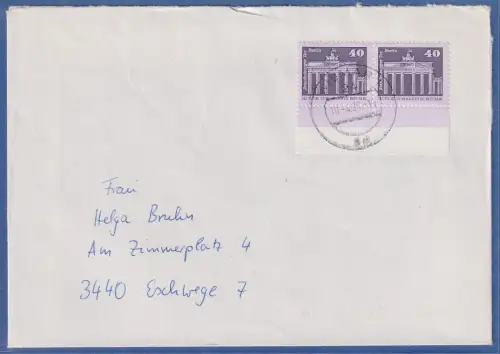 Berlin 40 Berlin 40
Frau
Helga Bruhn
Am Zimmerplatz 4
3440 Eschwege 7